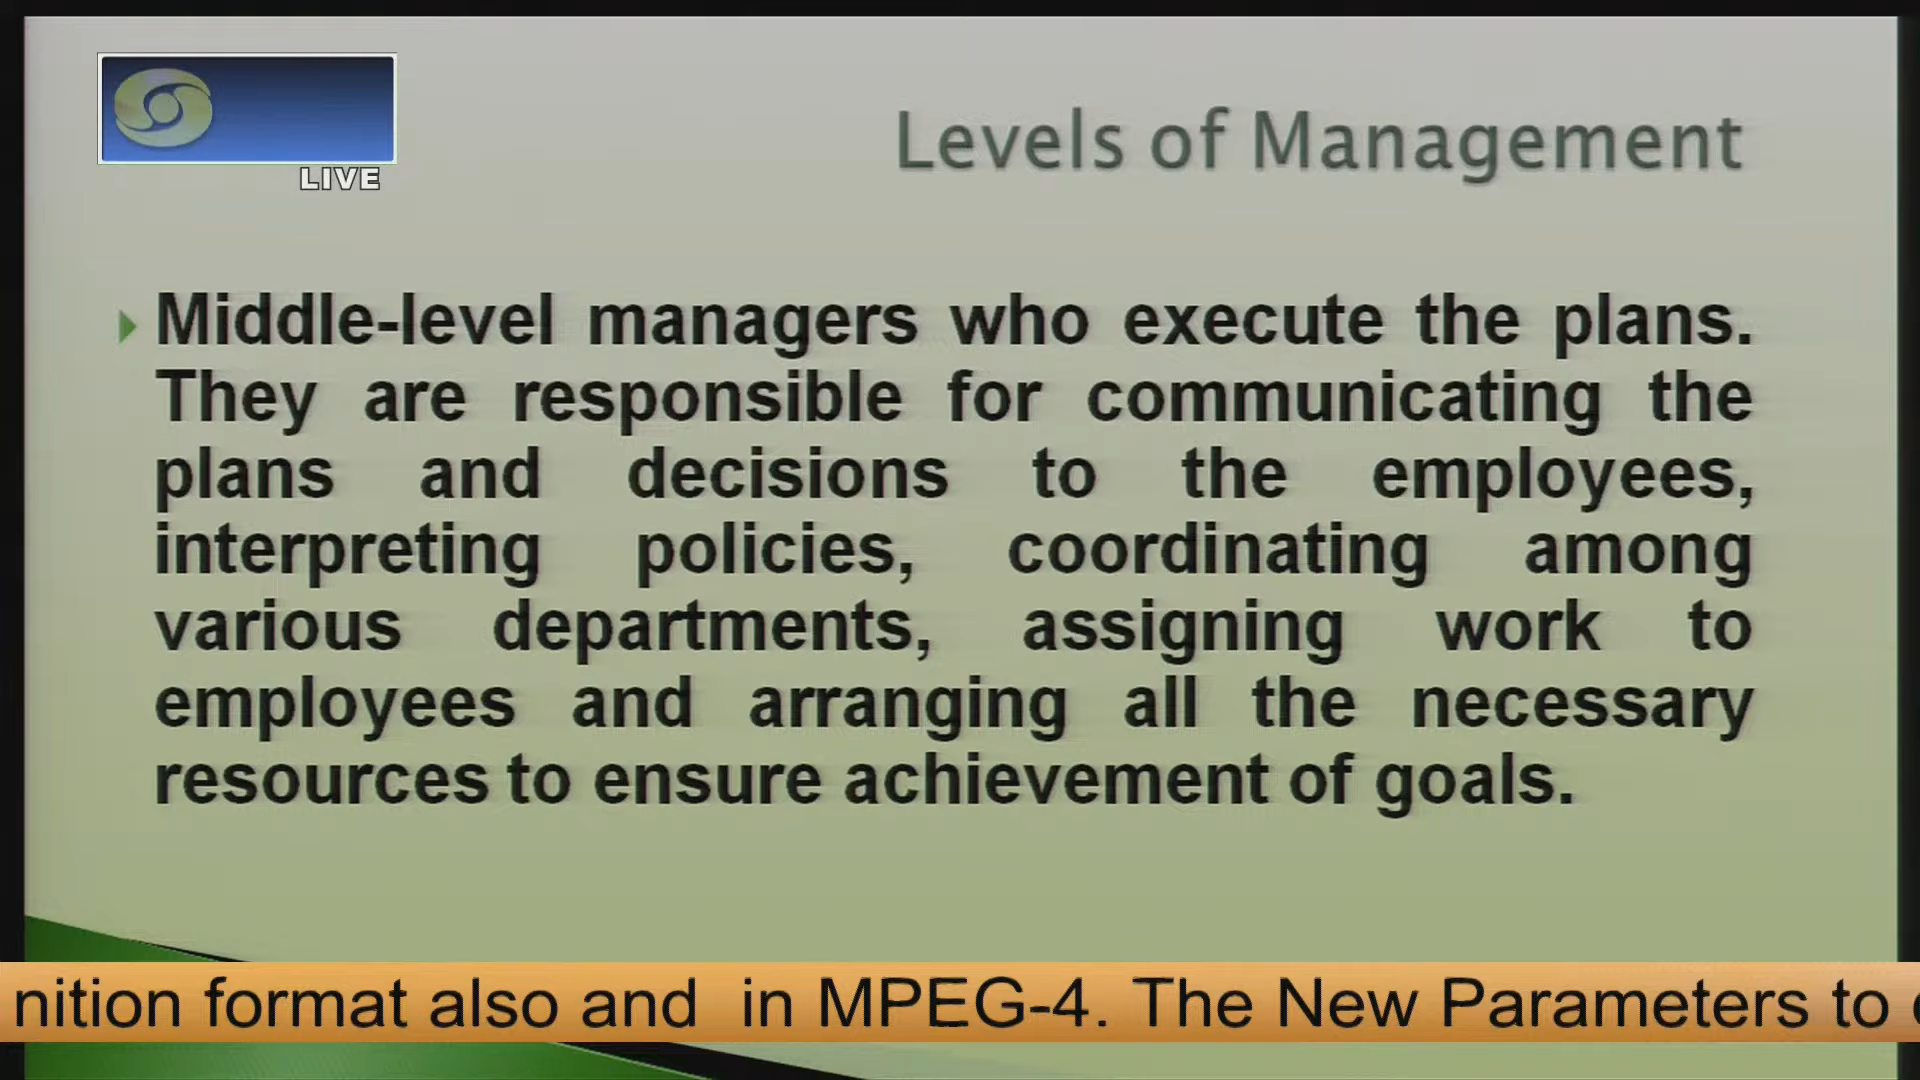 LIVE
Levels of Management
Middle-level managers who execute the plans.
They are responsible for communicating the
plans and decisions to the employees,
interpreting policies, coordinating among
various departments, assigning work to
employees and arranging all the necessary
resources to ensure achievement of goals.
nition format also and in MPEG-4. The New Parameters to